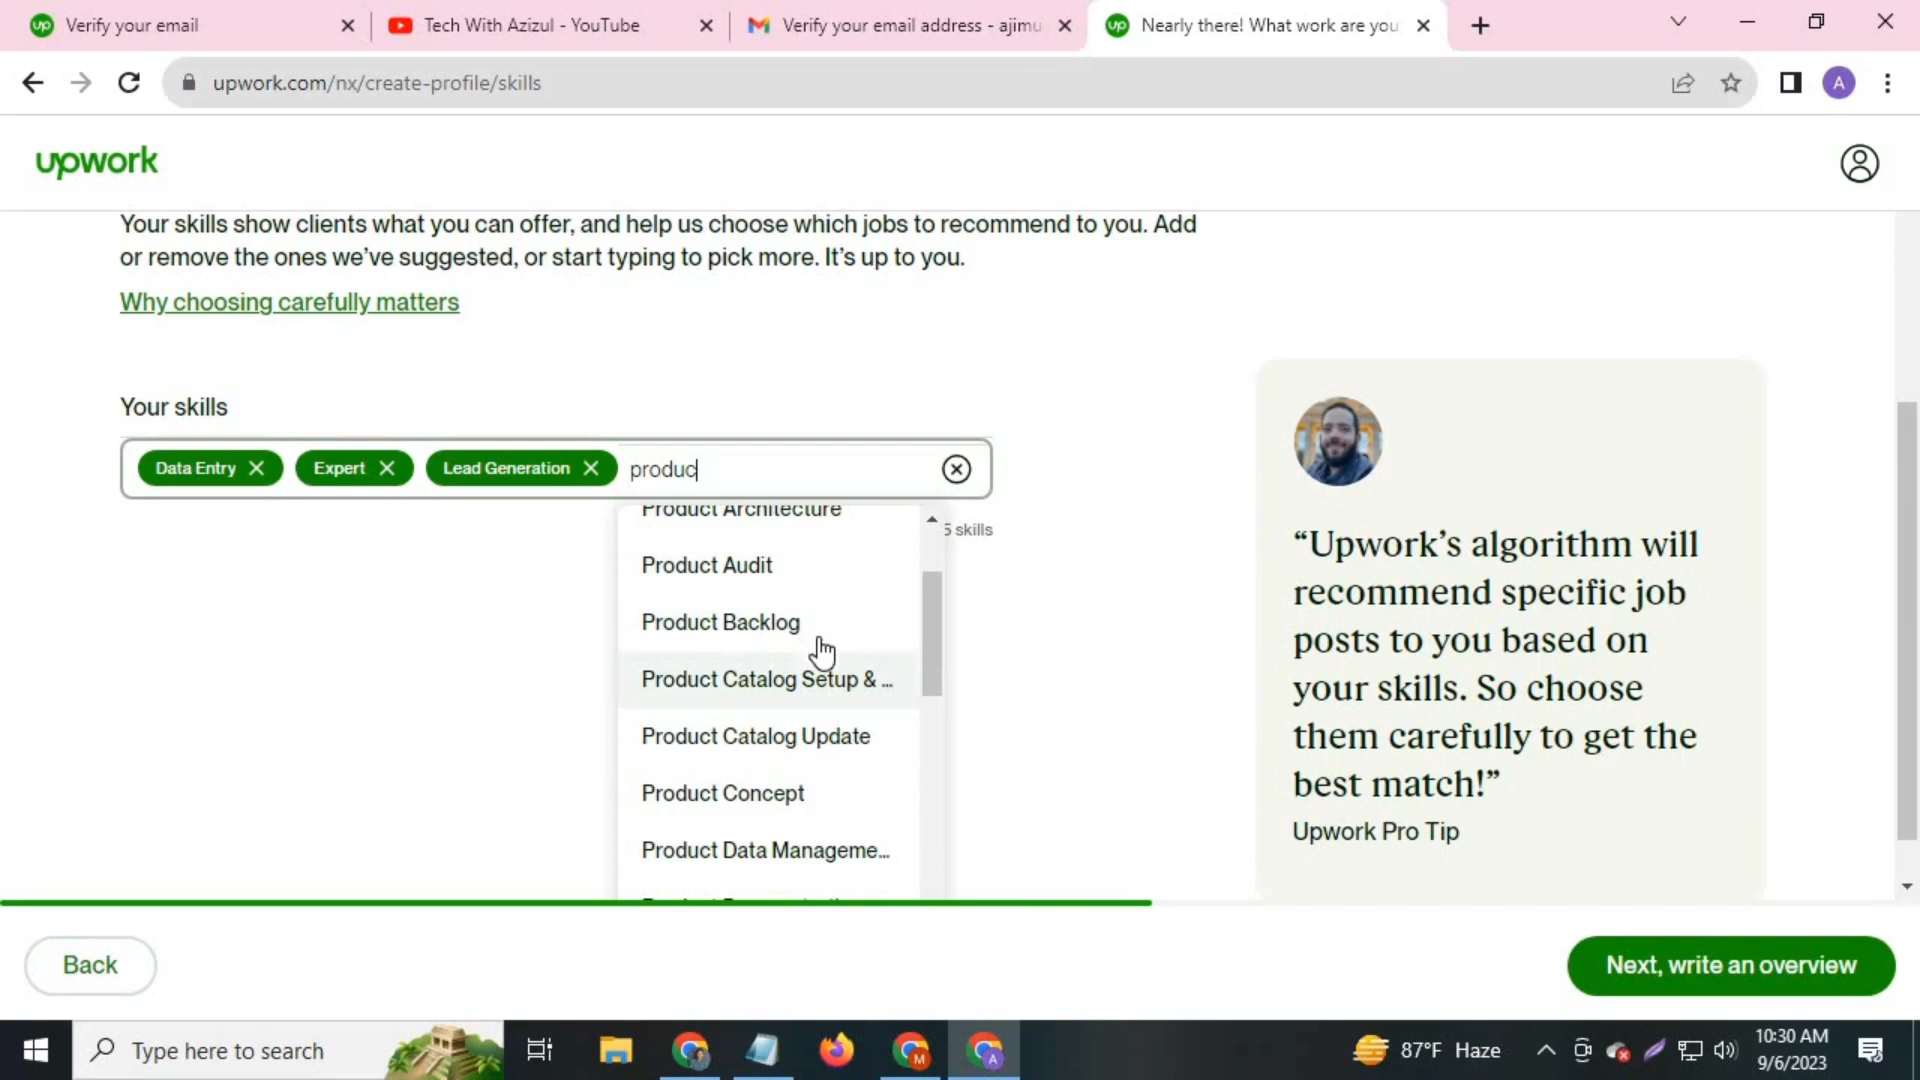 up Verify your email
Tech With Azizul - YouTube
Verify your email address - ajimu
up Nearly there! What work are you
upwork.com/nx/create-profile/skills
A
upwork
Your skills show clients what you can offer, and help us choose which jobs to recommend to you. Add
or remove the ones we've suggested, or start typing to pick more. It's up to you.
Why choosing carefully matters
Your skills
Data Entry
Expert
Lead Generation
produc
5 skills
Product Architecture
Product Audit
Product Backlog
Product Catalog Setup & ...
Product Catalog Update
Product Concept
Product Data Manageme...
“Upwork’s algorithm will
recommend specific job
posts to you based on
your skills. So choose
them carefully to get the
best match!”
Upwork Pro Tip
Back
Next, write an overview
Type here to search
M
A
87°F Haze
10:30 AM
9/6/2023